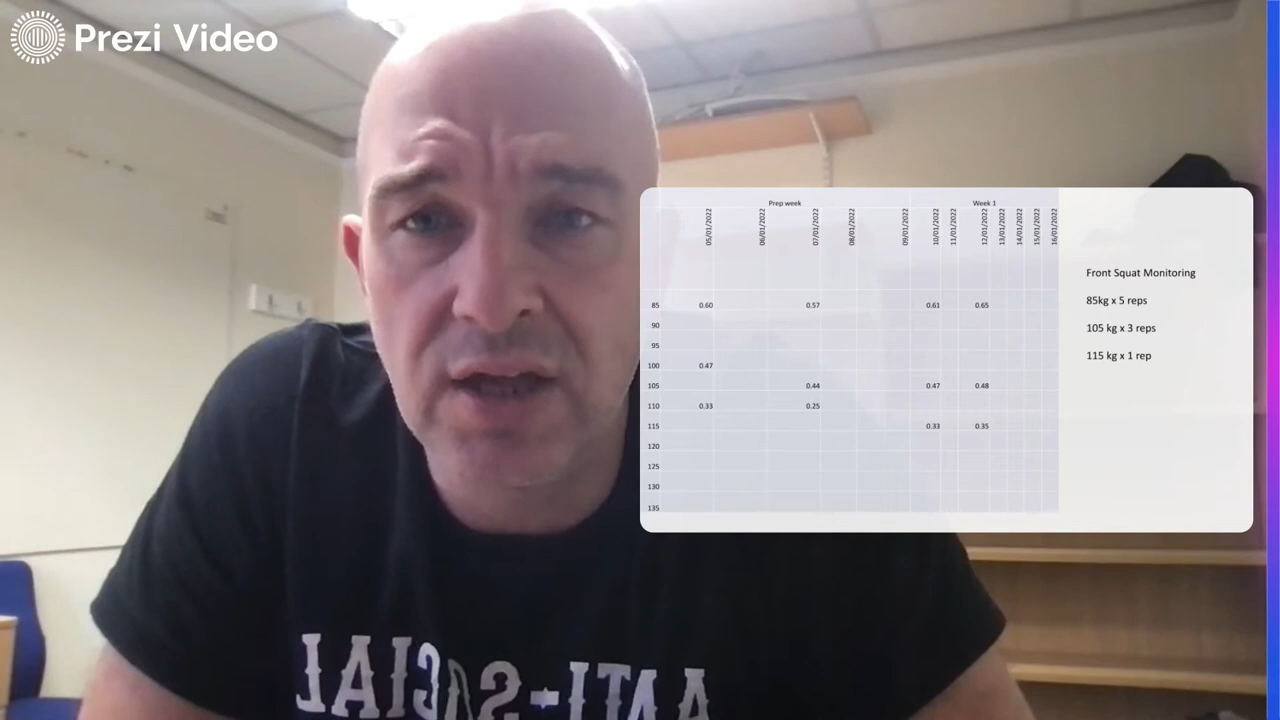 Prezi Video
Prep week Week 1
05/01/2022 06/01/2022 07/01/2022 08/01/2022 09/01/2022 10/01/2022 11/01/2022 12/01/2022 13/01/2022 14/01/2022 15/01/2022 16/01/2022
85 0.60 0.57 0.61 0.65
90
95
100 0.47
105 0.44 0.47 0.48
110 0.33 0.25
115 0.33 0.35
120
125
130
135
Front Squat Monitoring
85kg x 5 reps
105 kg x 3 reps
115 kg x 1 rep
ANTI-SOCIAL